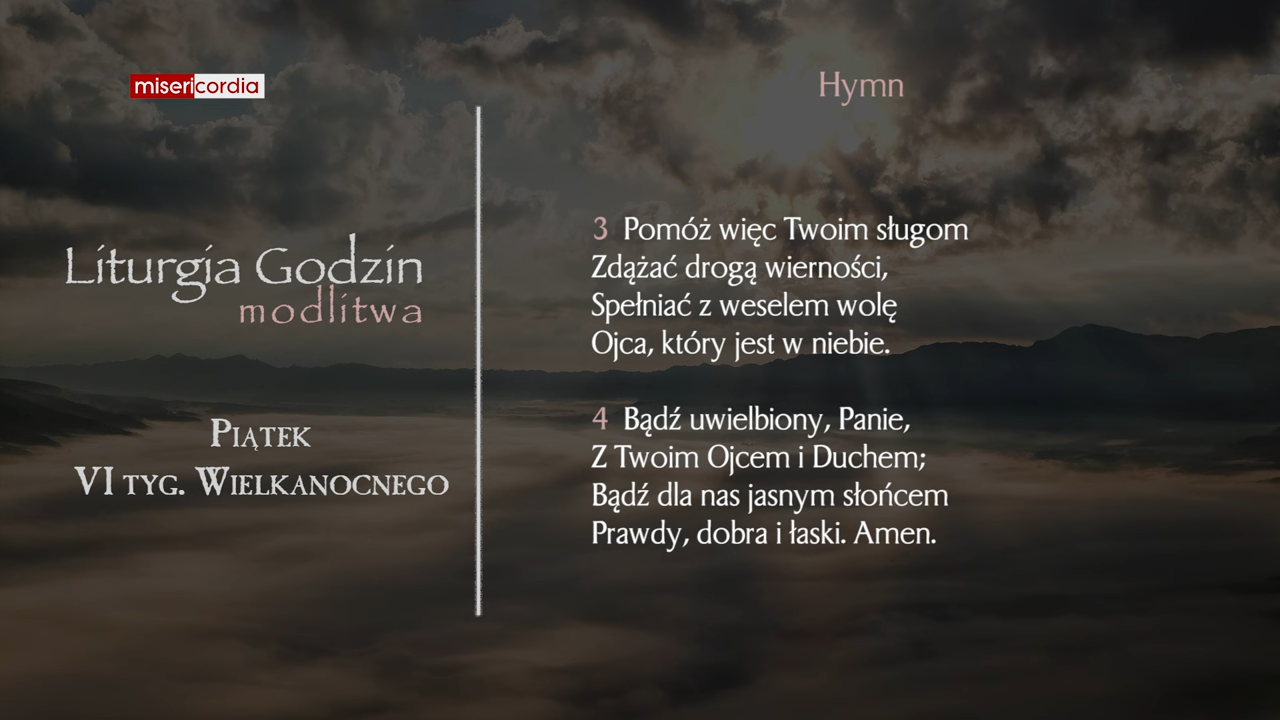 misericordia
Liturgia Godzin
modlitwa
Piątek
VI tyg. Wielkanocnego
Hymn
3 Pomóż więc Twoim sługom
Zdążać drogą wierności,
Spełniać z weselem wolę
Ojca, który jest w niebie.
4 Bądź uwielbiony, Panie,
Z Twoim Ojcem i Duchem;
Bądź dla nas jasnym słońcem
Prawdy, dobra i łaski. Amen.